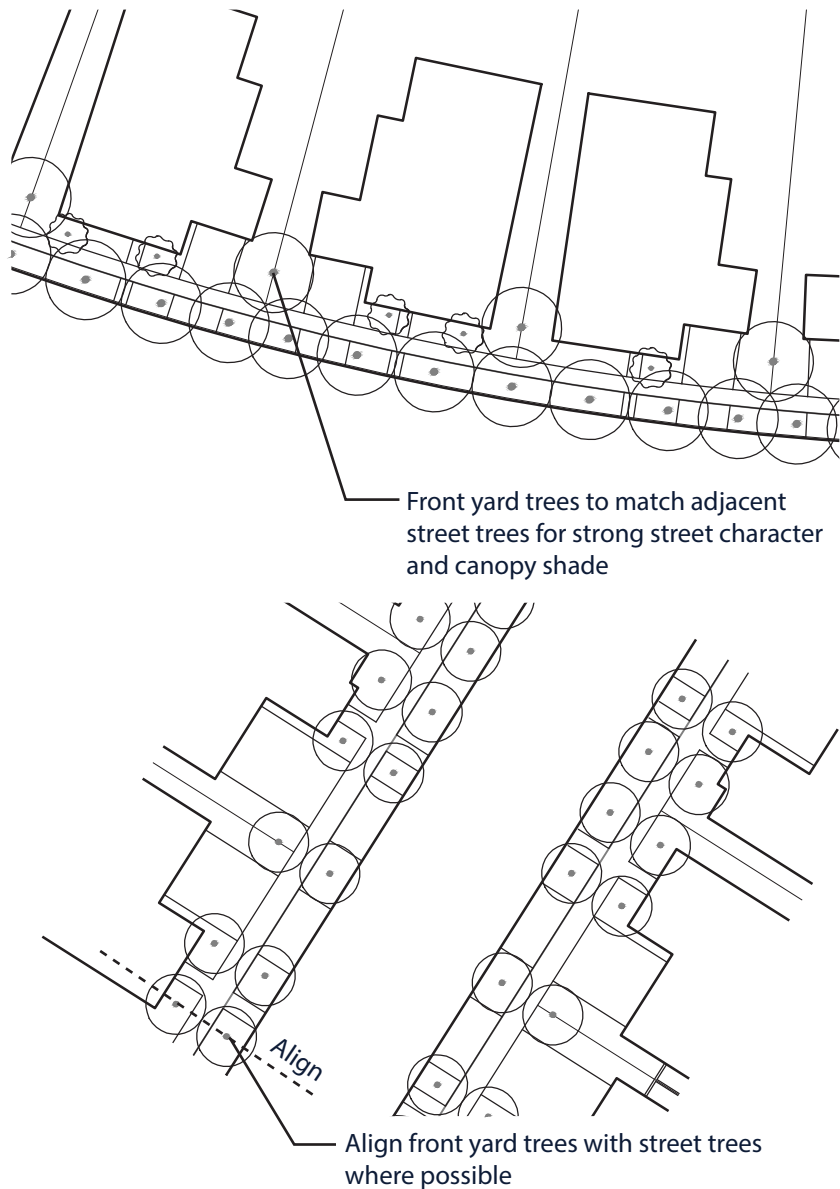 Front yard trees to match adjacent
street trees for strong street character
and canopy shade
Align
Align front yard trees with street trees
where possible